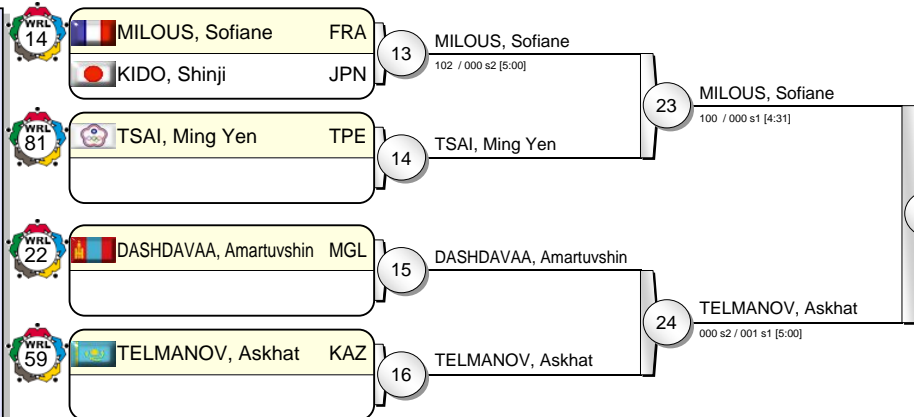 WRL
14
MILOUS, Sofiane FRA
KIDO, Shinji JPN
13
MILOUS, Sofiane
102 / 000 s2 [5:00]
WRL
81
TSAI, Ming Yen TPE
14
TSAI, Ming Yen
23
MILOUS, Sofiane
100 / 000 s1 [4:31]
WRL
22
DASHDAVAA, Amartuvshin MGL
15
DASHDAVAA, Amartuvshin
WRL
59
TELMANOV, Askhat KAZ
16
TELMANOV, Askhat
24
TELMANOV, Askhat
000 s2 / 001 s1 [5:00]